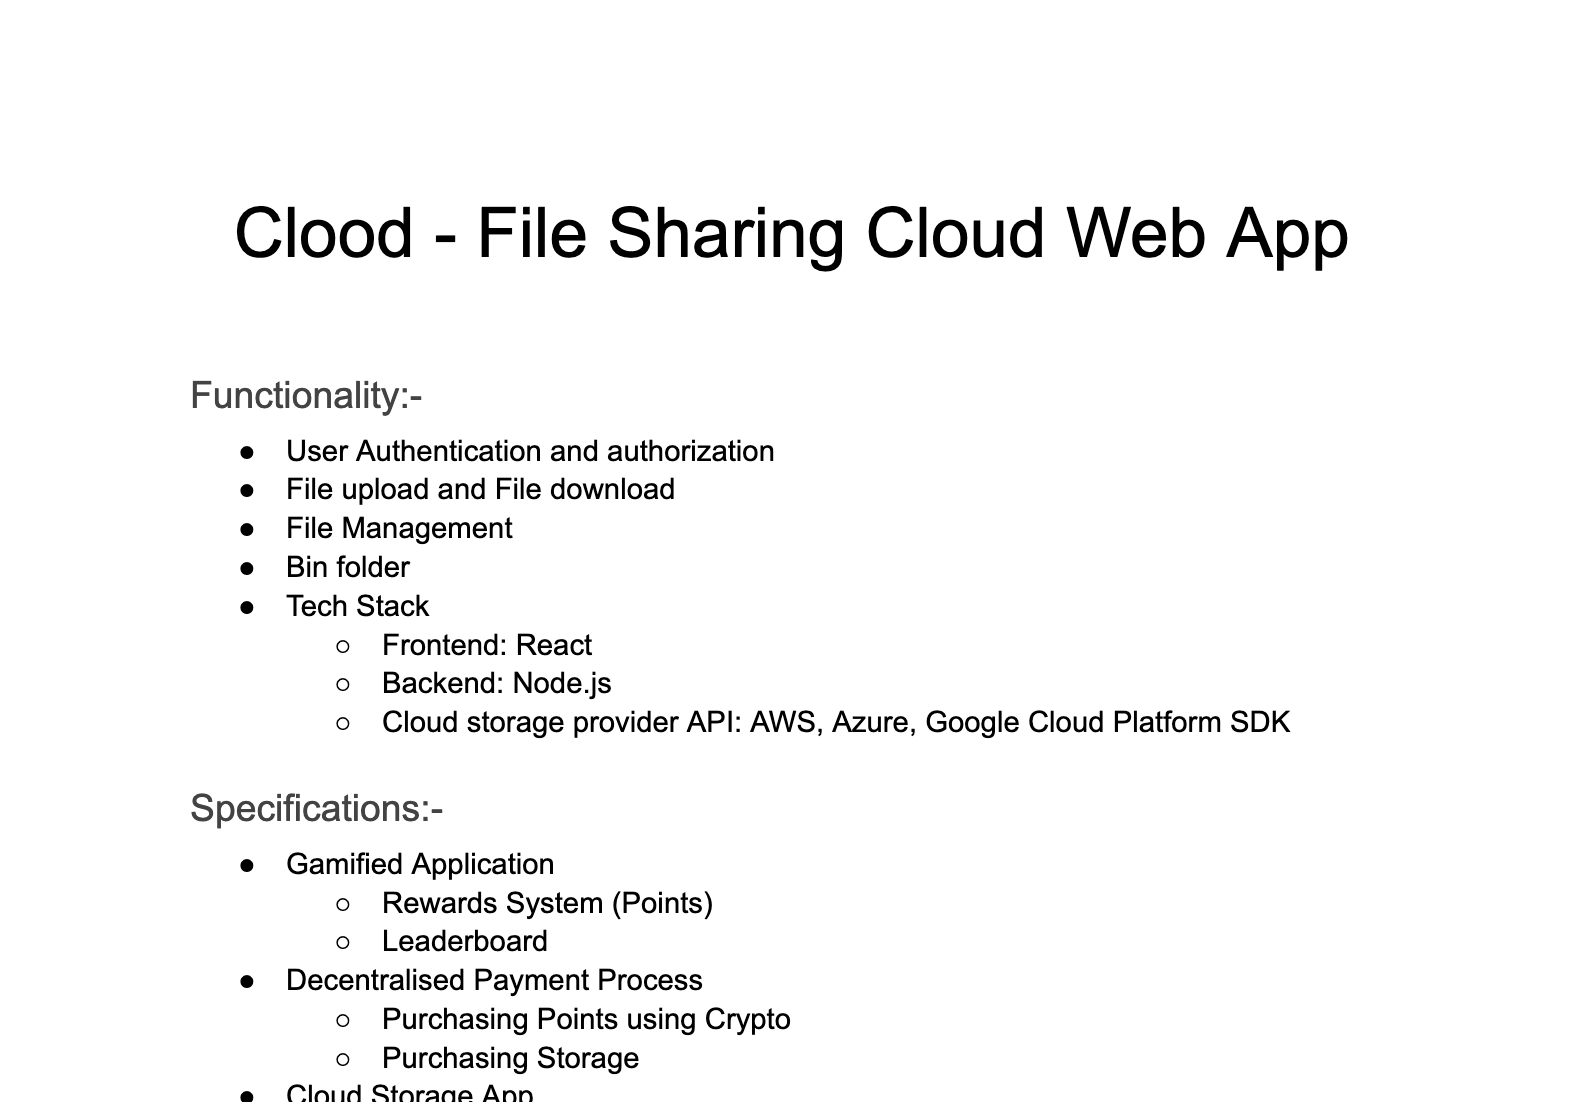 Clood - File Sharing Cloud Web App
Functionality:-
● User Authentication and authorization
● File upload and File download
● File Management
● Bin folder
● Tech Stack
○ Frontend: React
○ Backend: Node.js
○ Cloud storage provider API: AWS, Azure, Google Cloud Platform SDK
Specifications:-
● Gamified Application
○ Rewards System (Points)
○ Leaderboard
● Decentralised Payment Process
○ Purchasing Points using Crypto
○ Purchasing Storage
● Cloud Storage App